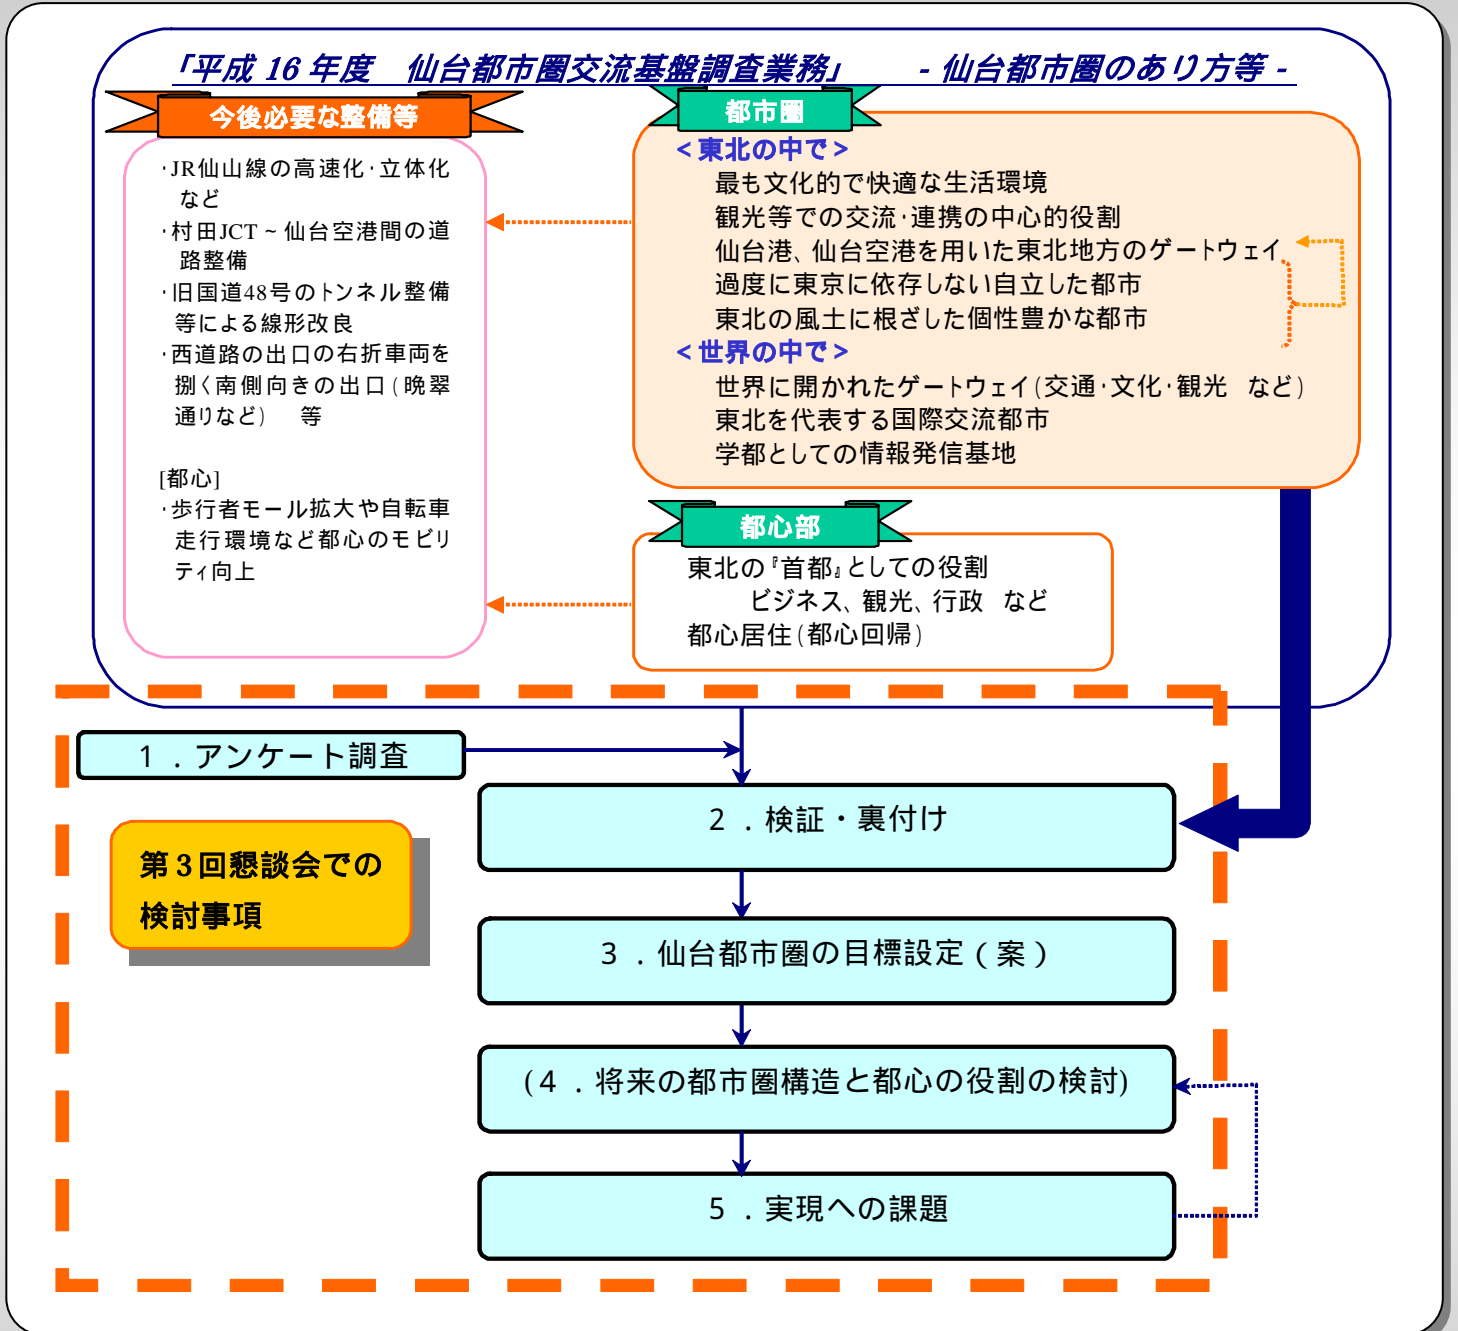 「平成 16 年度　仙台都市圏交流基盤調査業務」　- 仙台都市圏のあり方等 -
今後必要な整備等
・JR仙山線の高速化・立体化
など
・村田JCT ~ 仙台空港間の道
路整備
・旧国道48号のトンネル整備
等による線形改良
・西道路の出口の右折車両を
捌く南側向きの出口(晩翠
通りなど)　等
[都心]
・歩行者モール拡大や自転車
走行環境など都心のモビリ
ティ向上
都市圏
<東北の中で>
最も文化的で快適な生活環境
観光等での交流・連携の中心的役割
仙台港、仙台空港を用いた東北地方のゲートウェイ
過度に東京に依存しない自立した都市
東北の風土に根ざした個性豊かな都市
<世界の中で>
世界に開かれたゲートウェイ(交通・文化・観光　など)
東北を代表する国際交流都市
学都としての情報発信基地
都心部
東北の『首都』としての役割
ビジネス、観光、行政　など
都心居住(都心回帰)
1．アンケート調査
2．検証・裏付け
第3回懇談会での
検討事項
3．仙台都市圏の目標設定(案)
(4．将来の都市圏構造と都心の役割の検討)
5．実現への課題